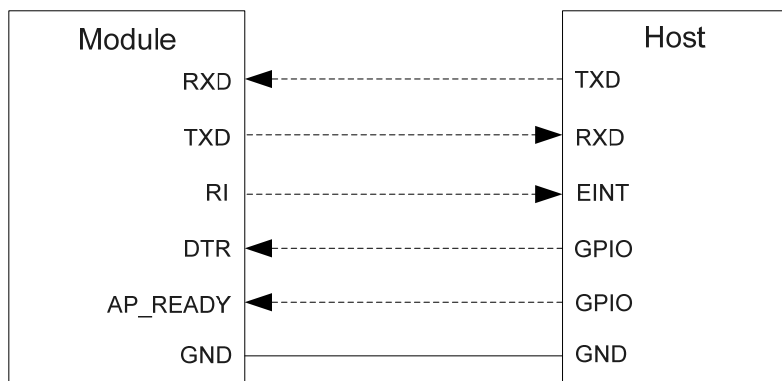 Module Host
RXD TXD
TXD RXD
RI EINT
DTR GPIO
AP_READY GPIO
GND GND